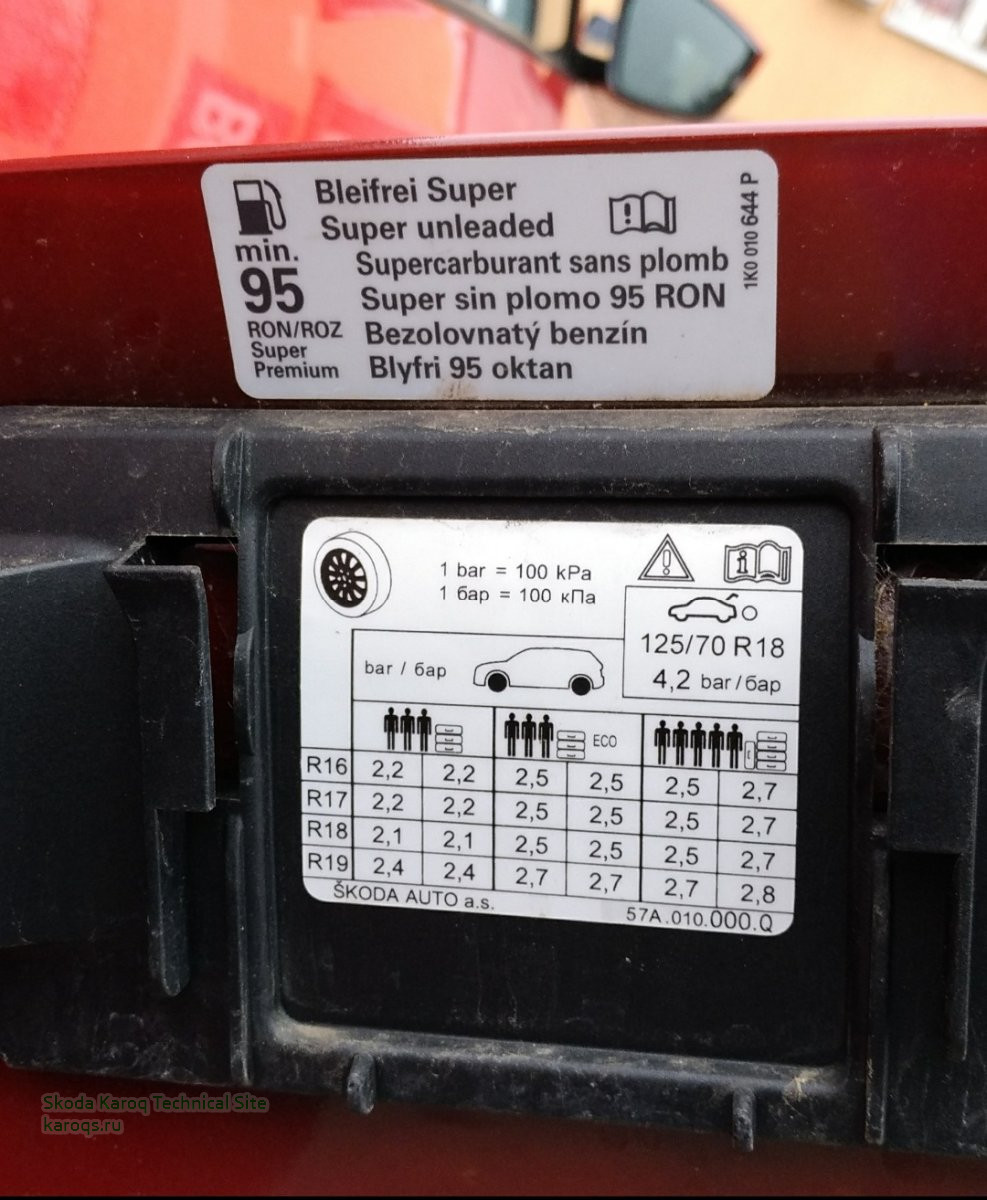 Bleifrei Super
Super unleaded
min.
95
RON/ROZ
Super
Premium
Supercarburant sans plomb
Super sin plomo 95 RON
Bezolovnatý benzín
Blyfri 95 oktan
1K0 010 644 P
1 bar = 100 kPa
1 бар = 100 кПа
125/70 R18
4,2 bar/бар
bar / бар
ECO
R16 2,2 2,2 2,5 2,5 2,5 2,7
R17 2,2 2,2 2,5 2,5 2,5 2,7
R18 2,1 2,1 2,5 2,5 2,5 2,7
R19 2,4 2,4 2,7 2,7 2,7 2,8
ŠKODA AUTO a.s.
57A.010.000.Q
Skoda Karoq Technical Site
karoqs.ru